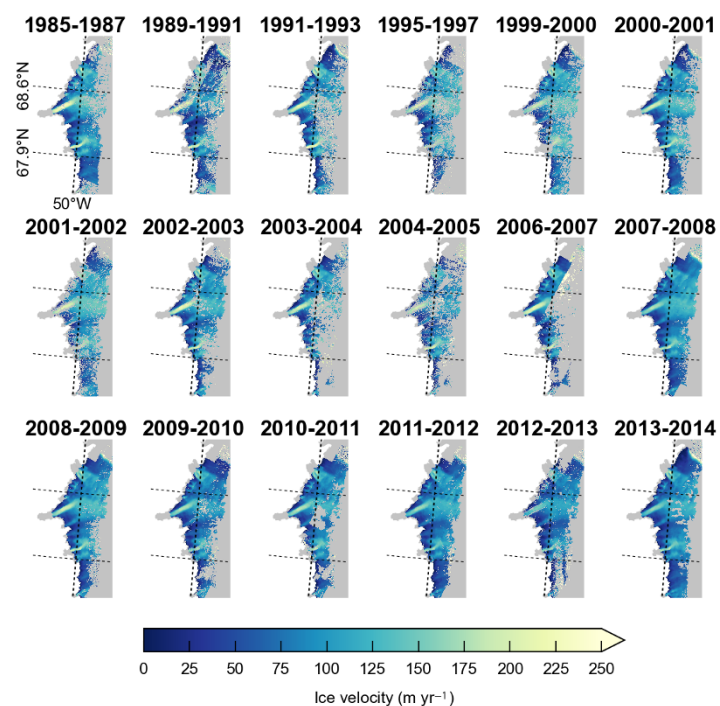 1985-1987 1989-1991 1991-1993 1995-1997 1999-2000 2000-2001
68.6°N
67.9°N
50°W
2001-2002 2002-2003 2003-2004 2004-2005 2006-2007 2007-2008
2008-2009 2009-2010 2010-2011 2011-2012 2012-2013 2013-2014
0 25 50 75 100 125 150 175 200 225 250
Ice velocity (m yr⁻¹)